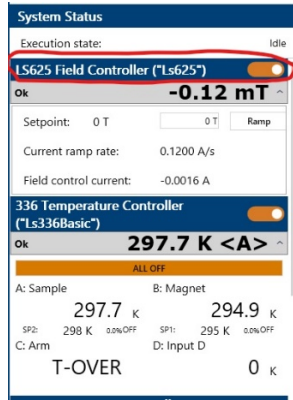 System Status
Execution state: Idle
LS625 Field Controller ("Ls625")
Ok -0.12 mT
Setpoint: 0 T 0 T Ramp
Current ramp rate: 0.1200 A/s
Field control current: -0.0016 A
336 Temperature Controller
("Ls336Basic")
Ok 297.7 K <A>
ALL OFF
A: Sample B: Magnet
297.7 K 294.9 K
SP2: 298 K 0.0% OFF SP1: 295 K 0.0% OFF
C: Arm D: Input D
T-OVER 0 K